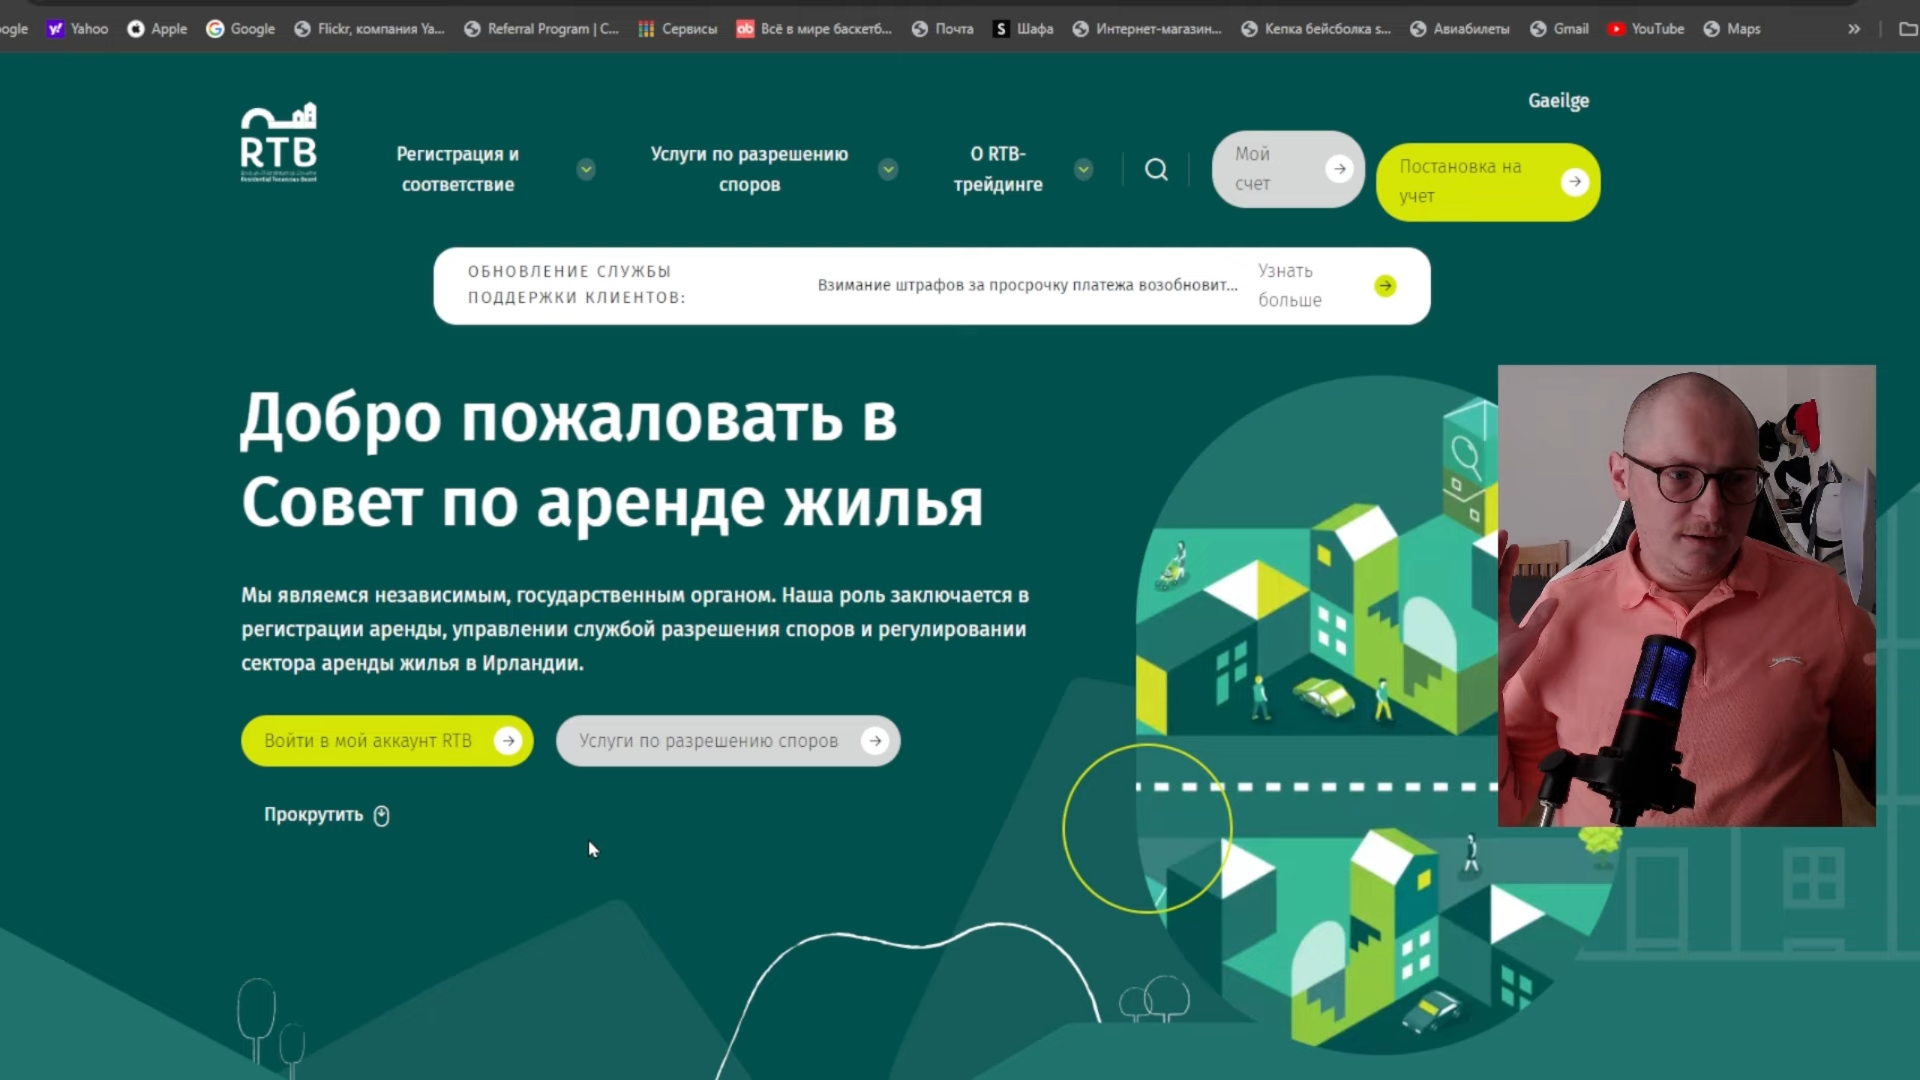 ogle
Yahoo
Apple
Google
Flickr, компания Ya...
Referral Program | C...
Сервисы
Всё в мире баскетб...
Почта
Шафа
Интернет-магазин...
Кепка бейсболка s...
Авиабилеты
Gmail
YouTube
Maps
Gaeilge
RTB
Residential Tenancies Board
Регистрация и
соответствие
Услуги по разрешению
споров
О RTB-
трейдинге
Мой
счет
Постановка на
учет
ОБНОВЛЕНИЕ СЛУЖБЫ
ПОДДЕРЖКИ КЛИЕНТОВ:
Взимание штрафов за просрочку платежа возобновит...
Узнать
больше
Добро пожаловать в
Совет по аренде жилья
Мы являемся независимым, государственным органом. Наша роль заключается в
регистрации аренды, управлении службой разрешения споров и регулировании
сектора аренды жилья в Ирландии.
Войти в мой аккаунт RTB
Услуги по разрешению споров
Прокрутить